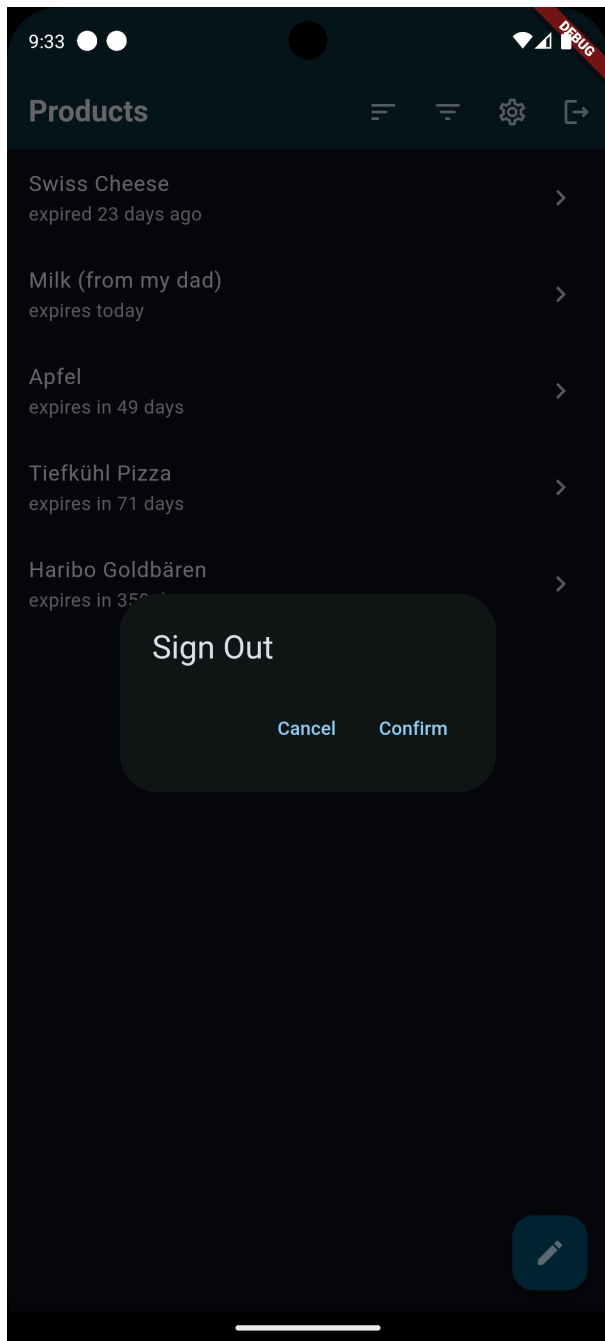 9:33
DEBUG
Products
Swiss Cheese
expired 23 days ago
Milk (from my dad)
expires today
Apfel
expires in 49 days
Tiefkühl Pizza
expires in 71 days
Haribo Goldbären
expires in
Sign Out
Cancel Confirm